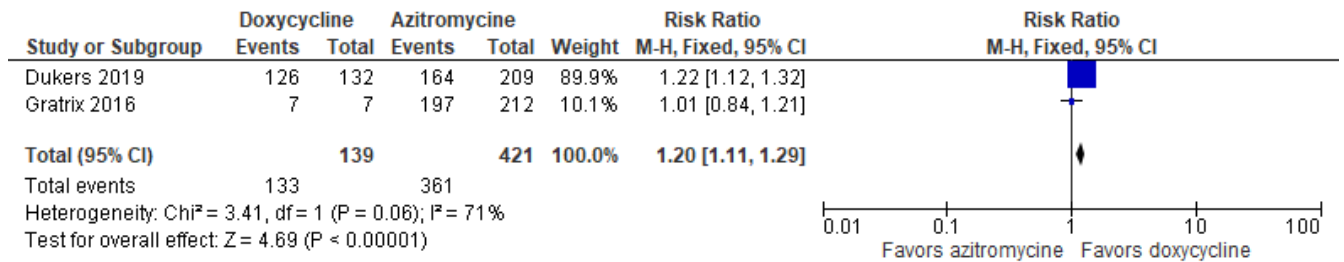 Doxycycline Azitromycine Risk Ratio Risk Ratio
Study or Subgroup Events Total Events Total Weight M-H, Fixed, 95% CI M-H, Fixed, 95% CI
Dukers 2019 126 132 164 209 89.9% 1.22 [1.12, 1.32]
Gratrix 2016 7 7 197 212 10.1% 1.01 [0.84, 1.21]
Total (95% CI) 139 421 100.0% 1.20 [1.11, 1.29]
Total events 133 361
Heterogeneity: Chi² = 3.41, df = 1 (P = 0.06); I² = 71%
Test for overall effect: Z = 4.69 (P < 0.00001)
0.01 0.1 1 10 100
Favors azitromycine Favors doxycycline